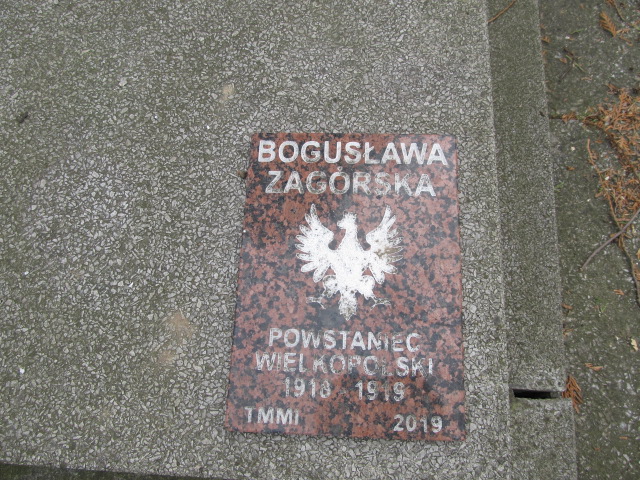 BOGUSŁAWA
ZAGÓRSKA
POWSTANIEC
WIELKOPOLSKI
1918 - 1919
TMMI 2019